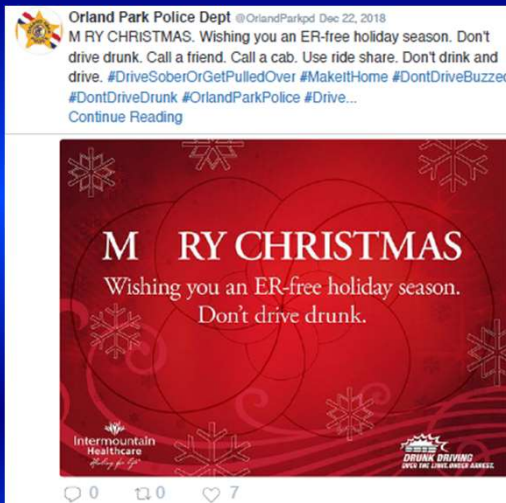 Orland Park Police Dept @OrlandParkpd Dec 22, 2018
M RY CHRISTMAS. Wishing you an ER-free holiday season. Don't
drive drunk. Call a friend. Call a cab. Use ride share. Don't drink and
drive. #DriveSoberOrGetPulledOver #MakeItHome #DontDriveBuzzed
#DontDriveDrunk #OrlandParkPolice #Drive...
Continue Reading
M RY CHRISTMAS
Wishing you an ER-free holiday season.
Don't drive drunk.
Intermountain
Healthcare
Healing for life
DRUNK DRIVING
OVER THE LIMIT. UNDER ARREST.
0 0 7